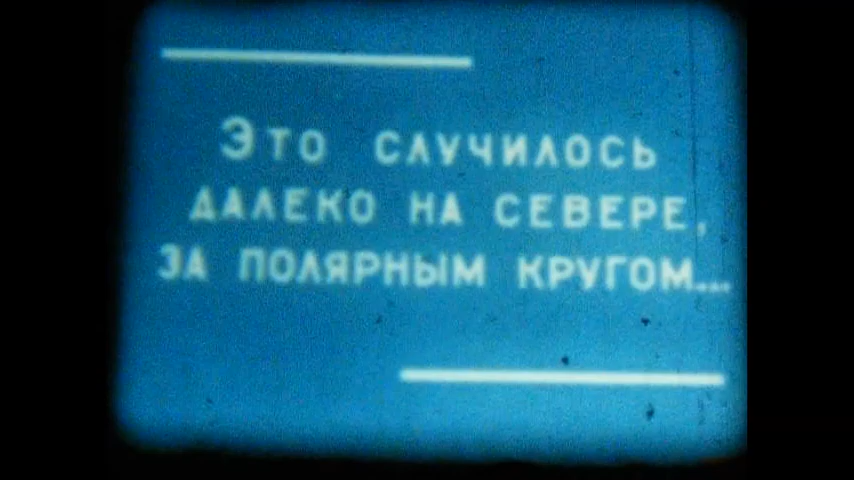 Это случилось
далеко на севере,
за полярным кругом...